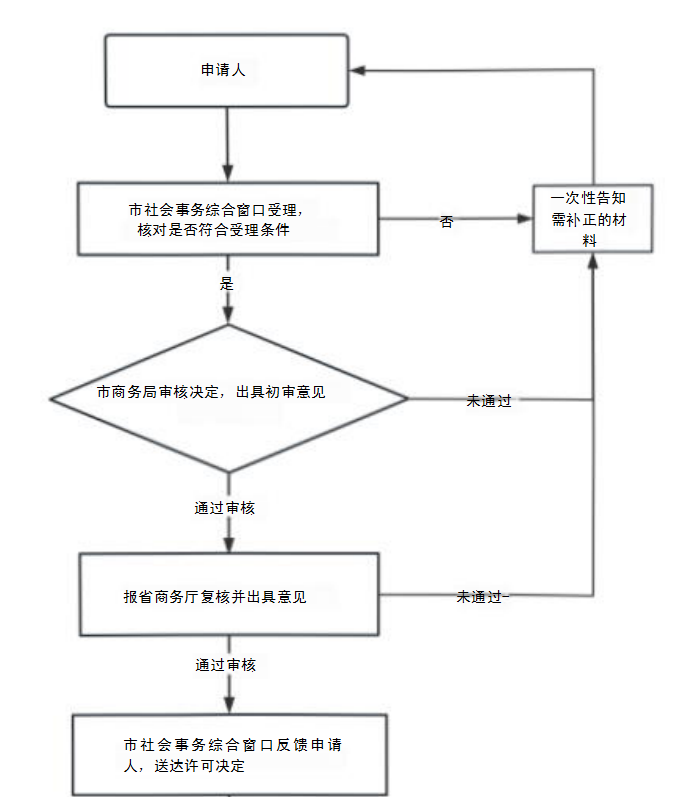 申请人
市社会事务综合窗口受理，
核对是否符合受理条件
否
一次性告知
需补正的材
料
是
市商务局审核决定，出具初审意见
未通过
通过审核
报省商务厅复核并出具意见
未通过
通过审核
市社会事务综合窗口反馈申请
人，送达许可决定